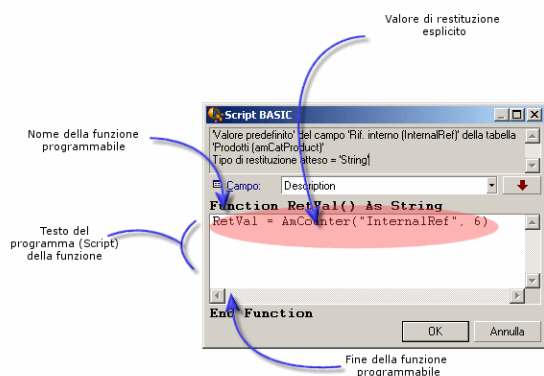 Valore di restituzione
esplicito
Script BASIC
Nome della funzione
programmabile
'Valore predefinito' del campo 'Rif. interno (InternalRef)' della tabella
'Prodotti (amCatProduct)'
Tipo di restituzione atteso = 'String'
Campo:
Description
Function RetVal() As String
RetVal = AmCounter("InternalRef", 6)
Testo del
programma (Script)
della funzione
End Function
OK
Annulla
Fine della funzione
programmabile